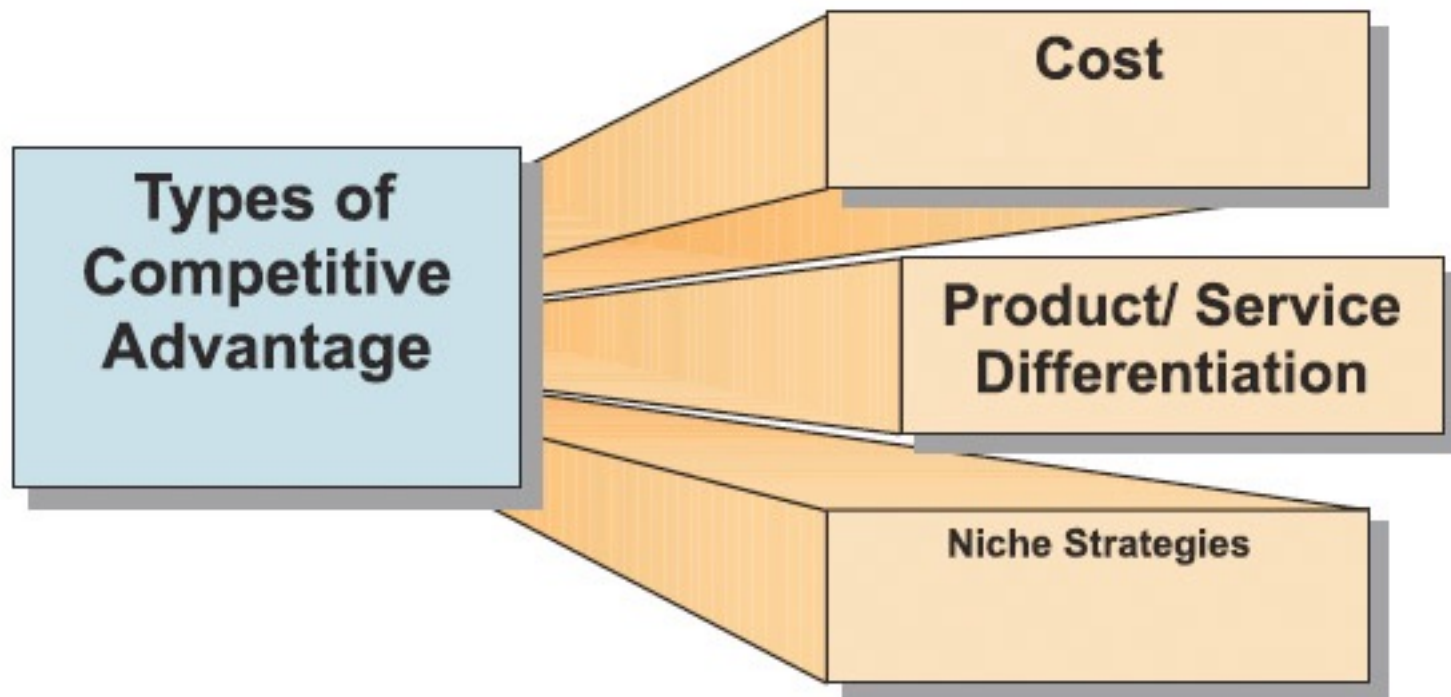 Types of
Competitive
Advantage
Cost
Product/ Service
Differentiation
Niche Strategies